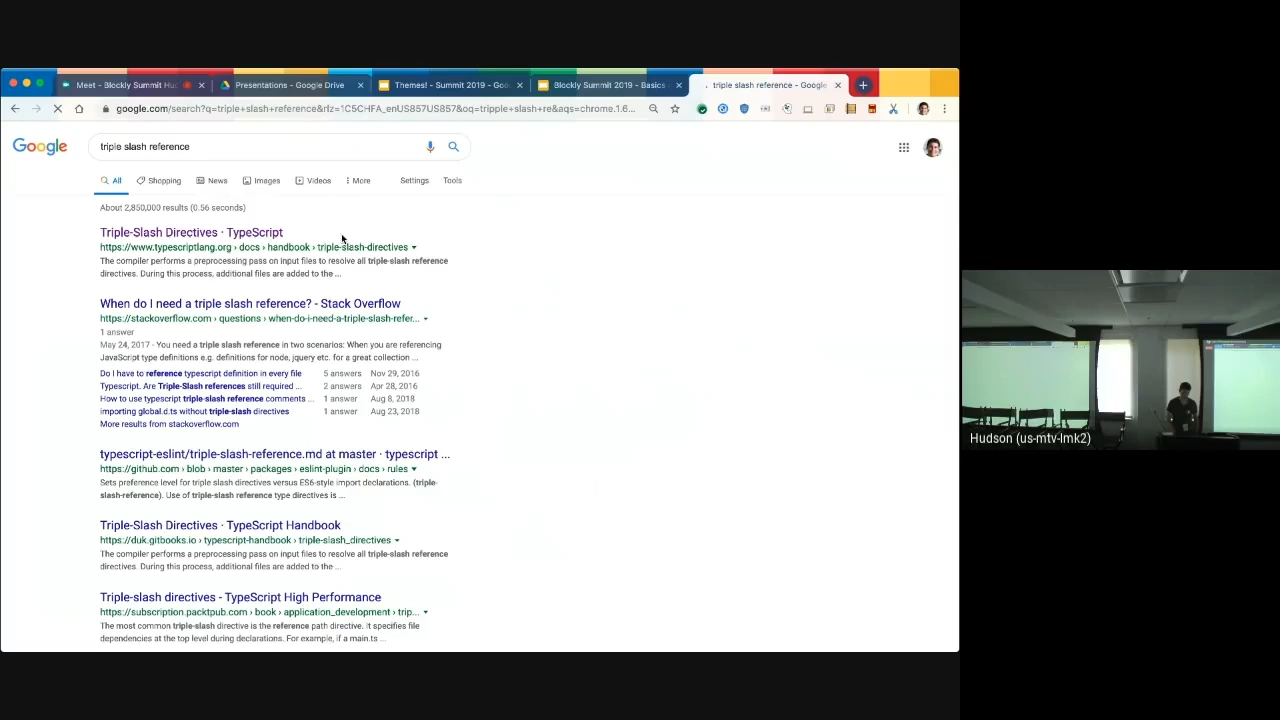 Meet - Blockly Summit Hu
Presentations - Google Drive
Themes! - Summit 2019 - Goo
Blockly Summit 2019 - Basics
triple slash reference - Google
google.com/search?q=triple+slash+reference&rlz=1C5CHFA_enUS857US857&oq=tripple+slash+re&aqs=chrome.1.6...
Google
triple slash reference
All
Shopping
News
Images
Videos
More
Settings
Tools
About 2,850,000 results (0.56 seconds)
Triple-Slash Directives · TypeScript
https://www.typescriptlang.org › docs › handbook › triple-slash-directives
The compiler performs a preprocessing pass on input files to resolve all triple-slash reference
directives. During this process, additional files are added to the ...
When do I need a triple slash reference? - Stack Overflow
https://stackoverflow.com › questions › when-do-i-need-a-triple-slash-refer...
1 answer
May 24, 2017 - You need a triple slash reference in two scenarios: When you are referencing
JavaScript type definitions e.g. definitions for node, jquery etc. for a great collection ...
Do I have to reference typescript definition in every file 5 answers Nov 29, 2016
Typescript. Are Triple-Slash references still required ... 2 answers Apr 28, 2016
How to use typescript triple-slash reference comments ... 1 answer Aug 8, 2018
importing global.d.ts without triple-slash directives 1 answer Aug 23, 2018
More results from stackoverflow.com
typescript-eslint/triple-slash-reference.md at master · typescript ...
https://github.com › blob › master › packages › eslint-plugin › docs › rules
Sets preference level for triple slash directives versus ES6-style import declarations. (triple-
slash-reference). Use of triple-slash reference type directives is ...
Triple-Slash Directives · TypeScript Handbook
https://duk.gitbooks.io › typescript-handbook › triple-slash_directives
The compiler performs a preprocessing pass on input files to resolve all triple-slash reference
directives. During this process, additional files are added to the ...
Triple-slash directives - TypeScript High Performance
https://subscription.packtpub.com › book › application_development › trip...
The most common triple-slash directive is the reference path directive. It specifies file
dependencies at the top level during declarations. For example, if a main.ts ...
Hudson (us-mtv-lmk2)